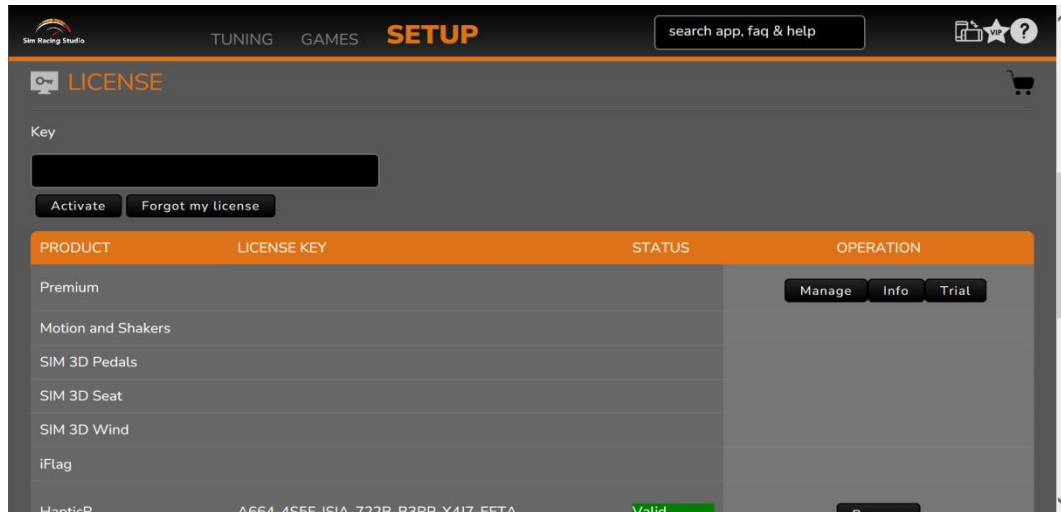 Sim Racing Studio
TUNING GAMES SETUP
search app, faq & help
VIP
?
LICENSE
Key
Activate Forgot my license
PRODUCT LICENSE KEY STATUS OPERATION
Premium Manage Info Trial
Motion and Shakers
SIM 3D Pedals
SIM 3D Seat
SIM 3D Wind
iFlag
Valid